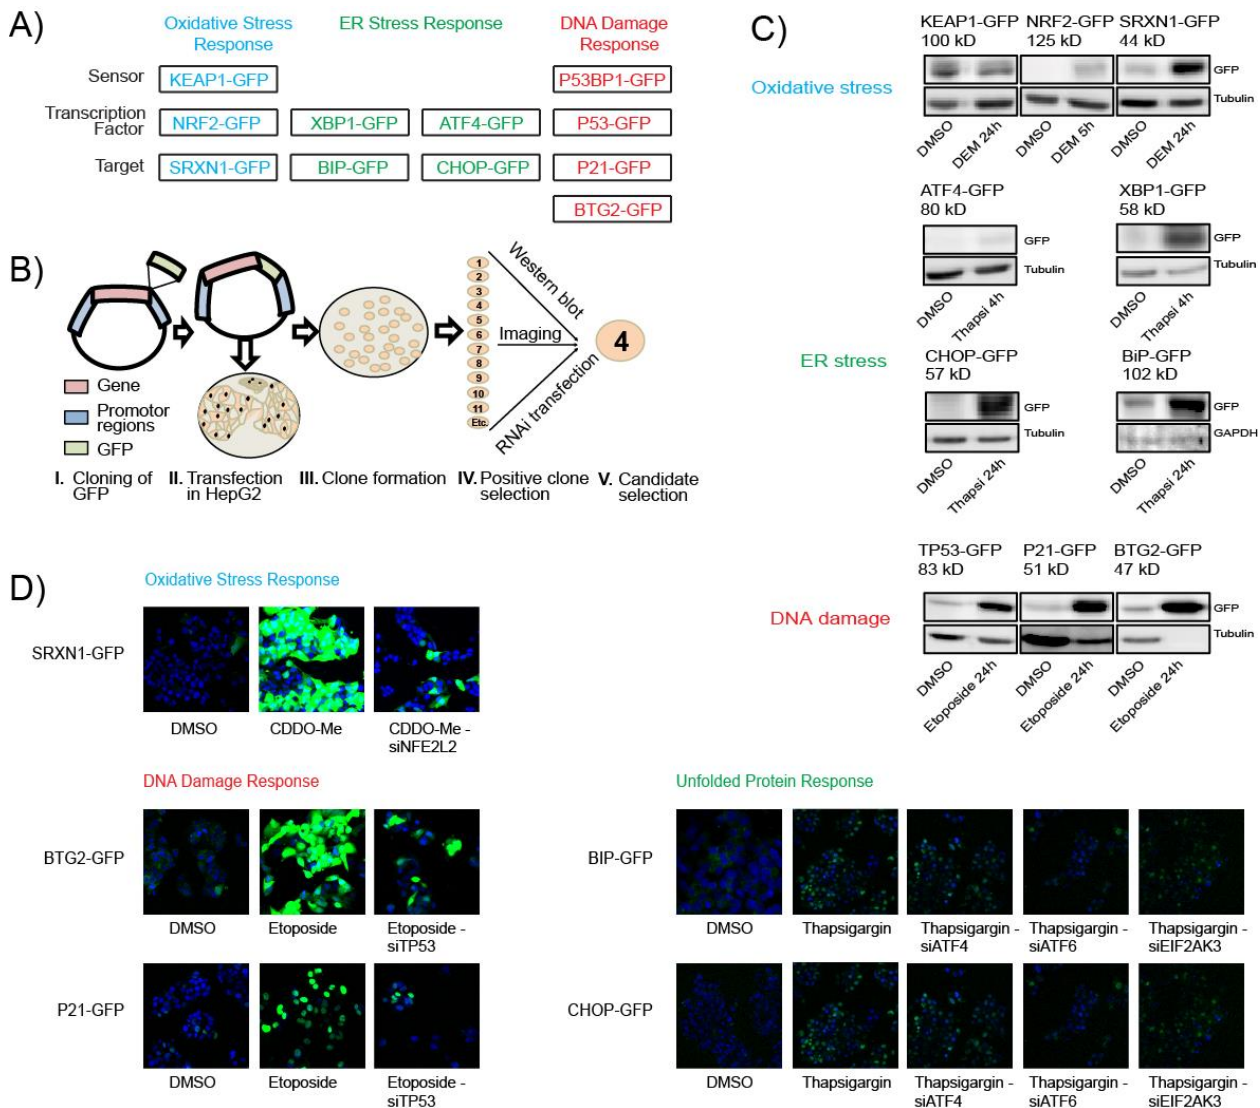 A)
Oxidative Stress
Response
ER Stress Response
DNA Damage
Response
Sensor
KEAP1-GFP
P53BP1-GFP
Transcription
Factor
NRF2-GFP
XBP1-GFP
ATF4-GFP
P53-GFP
Target
SRXN1-GFP
BIP-GFP
CHOP-GFP
P21-GFP
BTG2-GFP
B)
Gene
Promotor
regions
GFP
1
2
3
4
5
6
7
8
9
10
11
Etc.
Western blot
Imaging
RNAi transfection
4
I. Cloning of
GFP
II. Transfection
in HepG2
III. Clone formation
IV. Positive clone
selection
V. Candidate
selection
C)
Oxidative stress
KEAP1-GFP
100 kD
NRF2-GFP
125 kD
SRXN1-GFP
44 kD
GFP
Tubulin
DMSO
DEM 24h
DMSO
DEM 5h
DMSO
DEM 24h
ER stress
ATF4-GFP
80 kD
GFP
Tubulin
DMSO
Thapsi 4h
XBP1-GFP
58 kD
GFP
Tubulin
DMSO
Thapsi 4h
CHOP-GFP
57 kD
GFP
Tubulin
DMSO
Thapsi 24h
BiP-GFP
102 kD
GFP
GAPDH
DMSO
Thapsi 24h
DNA damage
TP53-GFP
83 kD
P21-GFP
51 kD
BTG2-GFP
47 kD
GFP
Tubulin
DMSO
Etoposide 24h
DMSO
Etoposide 24h
DMSO
Etoposide 24h
D)
Oxidative Stress Response
SRXN1-GFP
DMSO
CDDO-Me
CDDO-Me -
siNFE2L2
DNA Damage Response
BTG2-GFP
DMSO
Etoposide
Etoposide -
siTP53
P21-GFP
DMSO
Etoposide
Etoposide -
siTP53
Unfolded Protein Response
BIP-GFP
DMSO
Thapsigargin
Thapsigargin -
siATF4
Thapsigargin -
siATF6
Thapsigargin -
siEIF2AK3
CHOP-GFP
DMSO
Thapsigargin
Thapsigargin -
siATF4
Thapsigargin -
siATF6
Thapsigargin -
siEIF2AK3